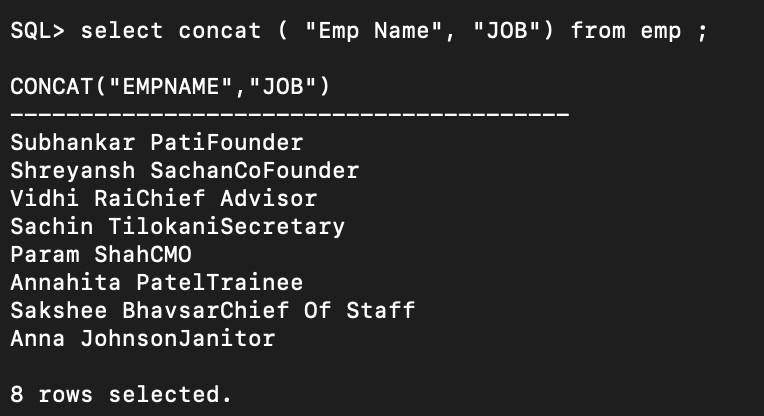 SQL> select concat ( "Emp Name", "JOB") from emp ;
CONCAT("EMPNAME","JOB")
----------------------------------------
Subhankar PatiFounder
Shreyansh SachanCoFounder
Vidhi RaiChief Advisor
Sachin TilokaniSecretary
Param ShahCMO
Annahita PatelTrainee
Sakshee BhavsarChief Of Staff
Anna JohnsonJanitor
8 rows selected.